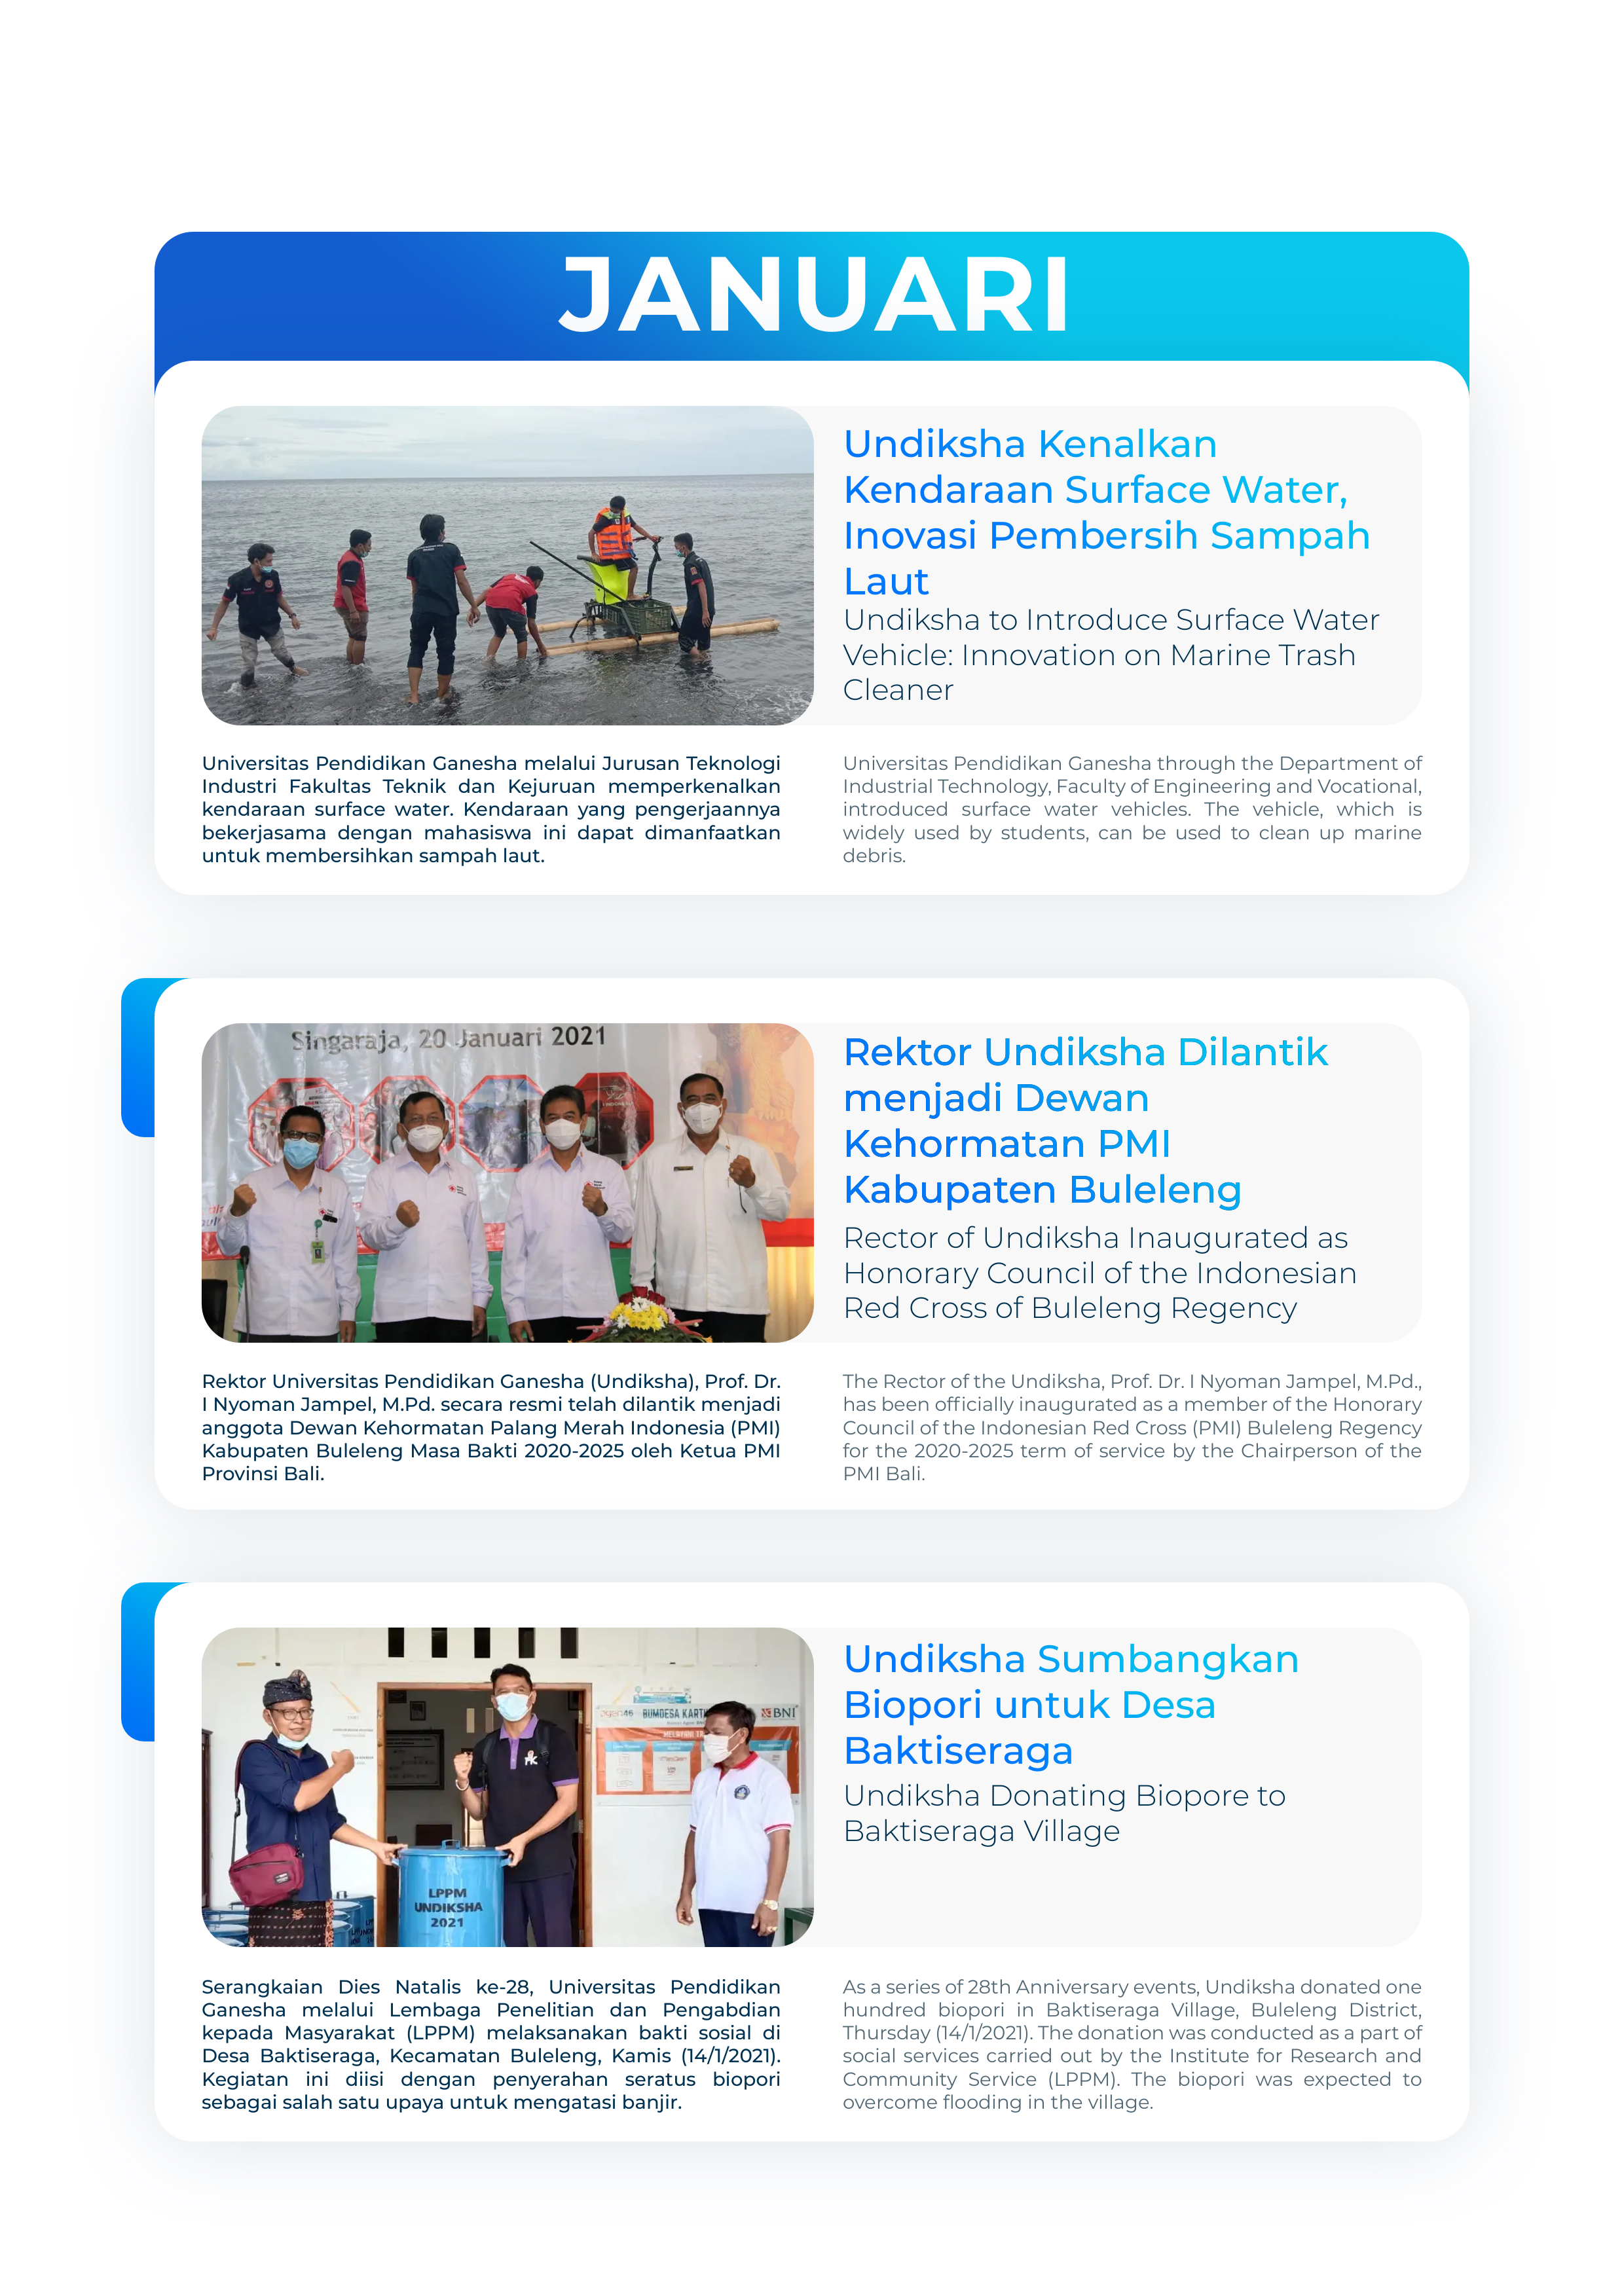 JANUARI
Undiksha Kenalkan
Kendaraan Surface Water,
Inovasi Pembersih Sampah
Laut
Undiksha to Introduce Surface Water
Vehicle: Innovation on Marine Trash
Cleaner
Universitas Pendidikan Ganesha melalui Jurusan Teknologi
Industri Fakultas Teknik dan Kejuruan memperkenalkan
kendaraan surface water. Kendaraan yang pengerjaannya
bekerjasama dengan mahasiswa ini dapat dimanfaatkan
untuk membersihkan sampah laut.
Universitas Pendidikan Ganesha through the Department of
Industrial Technology, Faculty of Engineering and Vocational,
introduced surface water vehicles. The vehicle, which is
widely used by students, can be used to clean up marine
debris.
Singaraja, 20 Januari 2021
Rektor Undiksha Dilantik
menjadi Dewan
Kehormatan PMI
Kabupaten Buleleng
Rector of Undiksha Inaugurated as
Honorary Council of the Indonesian
Red Cross of Buleleng Regency
Rektor Universitas Pendidikan Ganesha (Undiksha), Prof. Dr.
I Nyoman Jampel, M.Pd. secara resmi telah dilantik menjadi
anggota Dewan Kehormatan Palang Merah Indonesia (PMI)
Kabupaten Buleleng Masa Bakti 2020-2025 oleh Ketua PMI
Provinsi Bali.
The Rector of the Undiksha, Prof. Dr. I Nyoman Jampel, M.Pd.,
has been officially inaugurated as a member of the Honorary
Council of the Indonesian Red Cross (PMI) Buleleng Regency
for the 2020-2025 term of service by the Chairperson of the
PMI Bali.
BUMDESA
BNI
LPPM
UNDIKSHA
2021
Undiksha Sumbangkan
Biopori untuk Desa
Baktiseraga
Undiksha Donating Biopore to
Baktiseraga Village
Serangkaian Dies Natalis ke-28, Universitas Pendidikan
Ganesha melalui Lembaga Penelitian dan Pengabdian
kepada Masyarakat (LPPM) melaksanakan bakti sosial di
Desa Baktiseraga, Kecamatan Buleleng, Kamis (14/1/2021).
Kegiatan ini diisi dengan penyerahan seratus biopori
sebagai salah satu upaya untuk mengatasi banjir.
As a series of 28th Anniversary events, Undiksha donated one
hundred biopori in Baktiseraga Village, Buleleng District,
Thursday (14/1/2021). The donation was conducted as a part of
social services carried out by the Institute for Research and
Community Service (LPPM). The biopori was expected to
overcome flooding in the village.